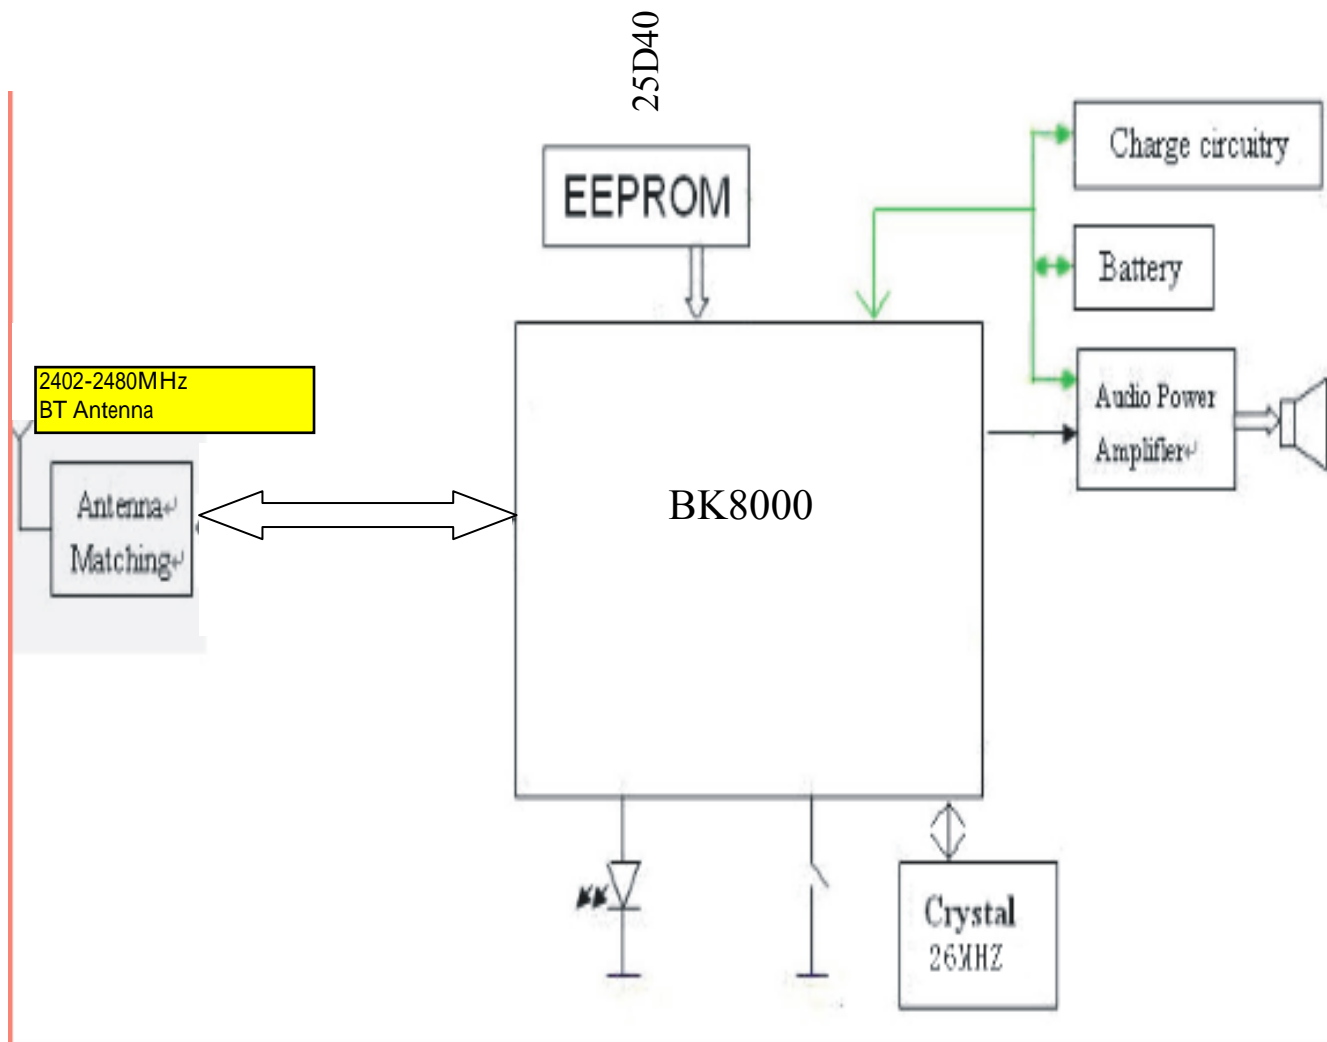 25D40
EEPROM
Charge circuitry
Battery
2402-2480MHz
BT Antenna
Audio Power
Amplifier↵
Antenna↵
Matching↵
BK8000
Crystal
26MHZ